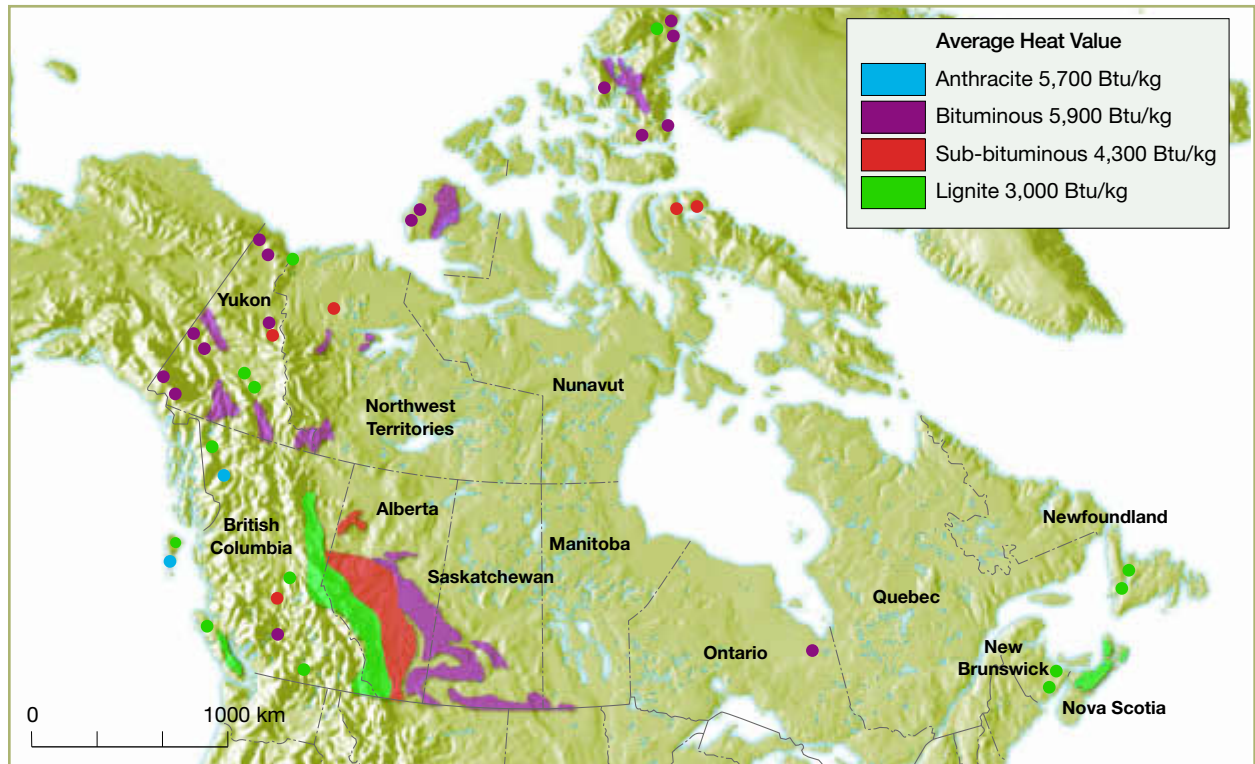 Average Heat Value
Anthracite 5,700 Btu/kg
Bituminous 5,900 Btu/kg
Sub-bituminous 4,300 Btu/kg
Lignite 3,000 Btu/kg
Yukon
Nunavut
Northwest
Territories
British
Columbia
Alberta
Saskatchewan
Manitoba
Ontario
Quebec
Newfoundland
New
Brunswick
Nova Scotia
0 1000 km